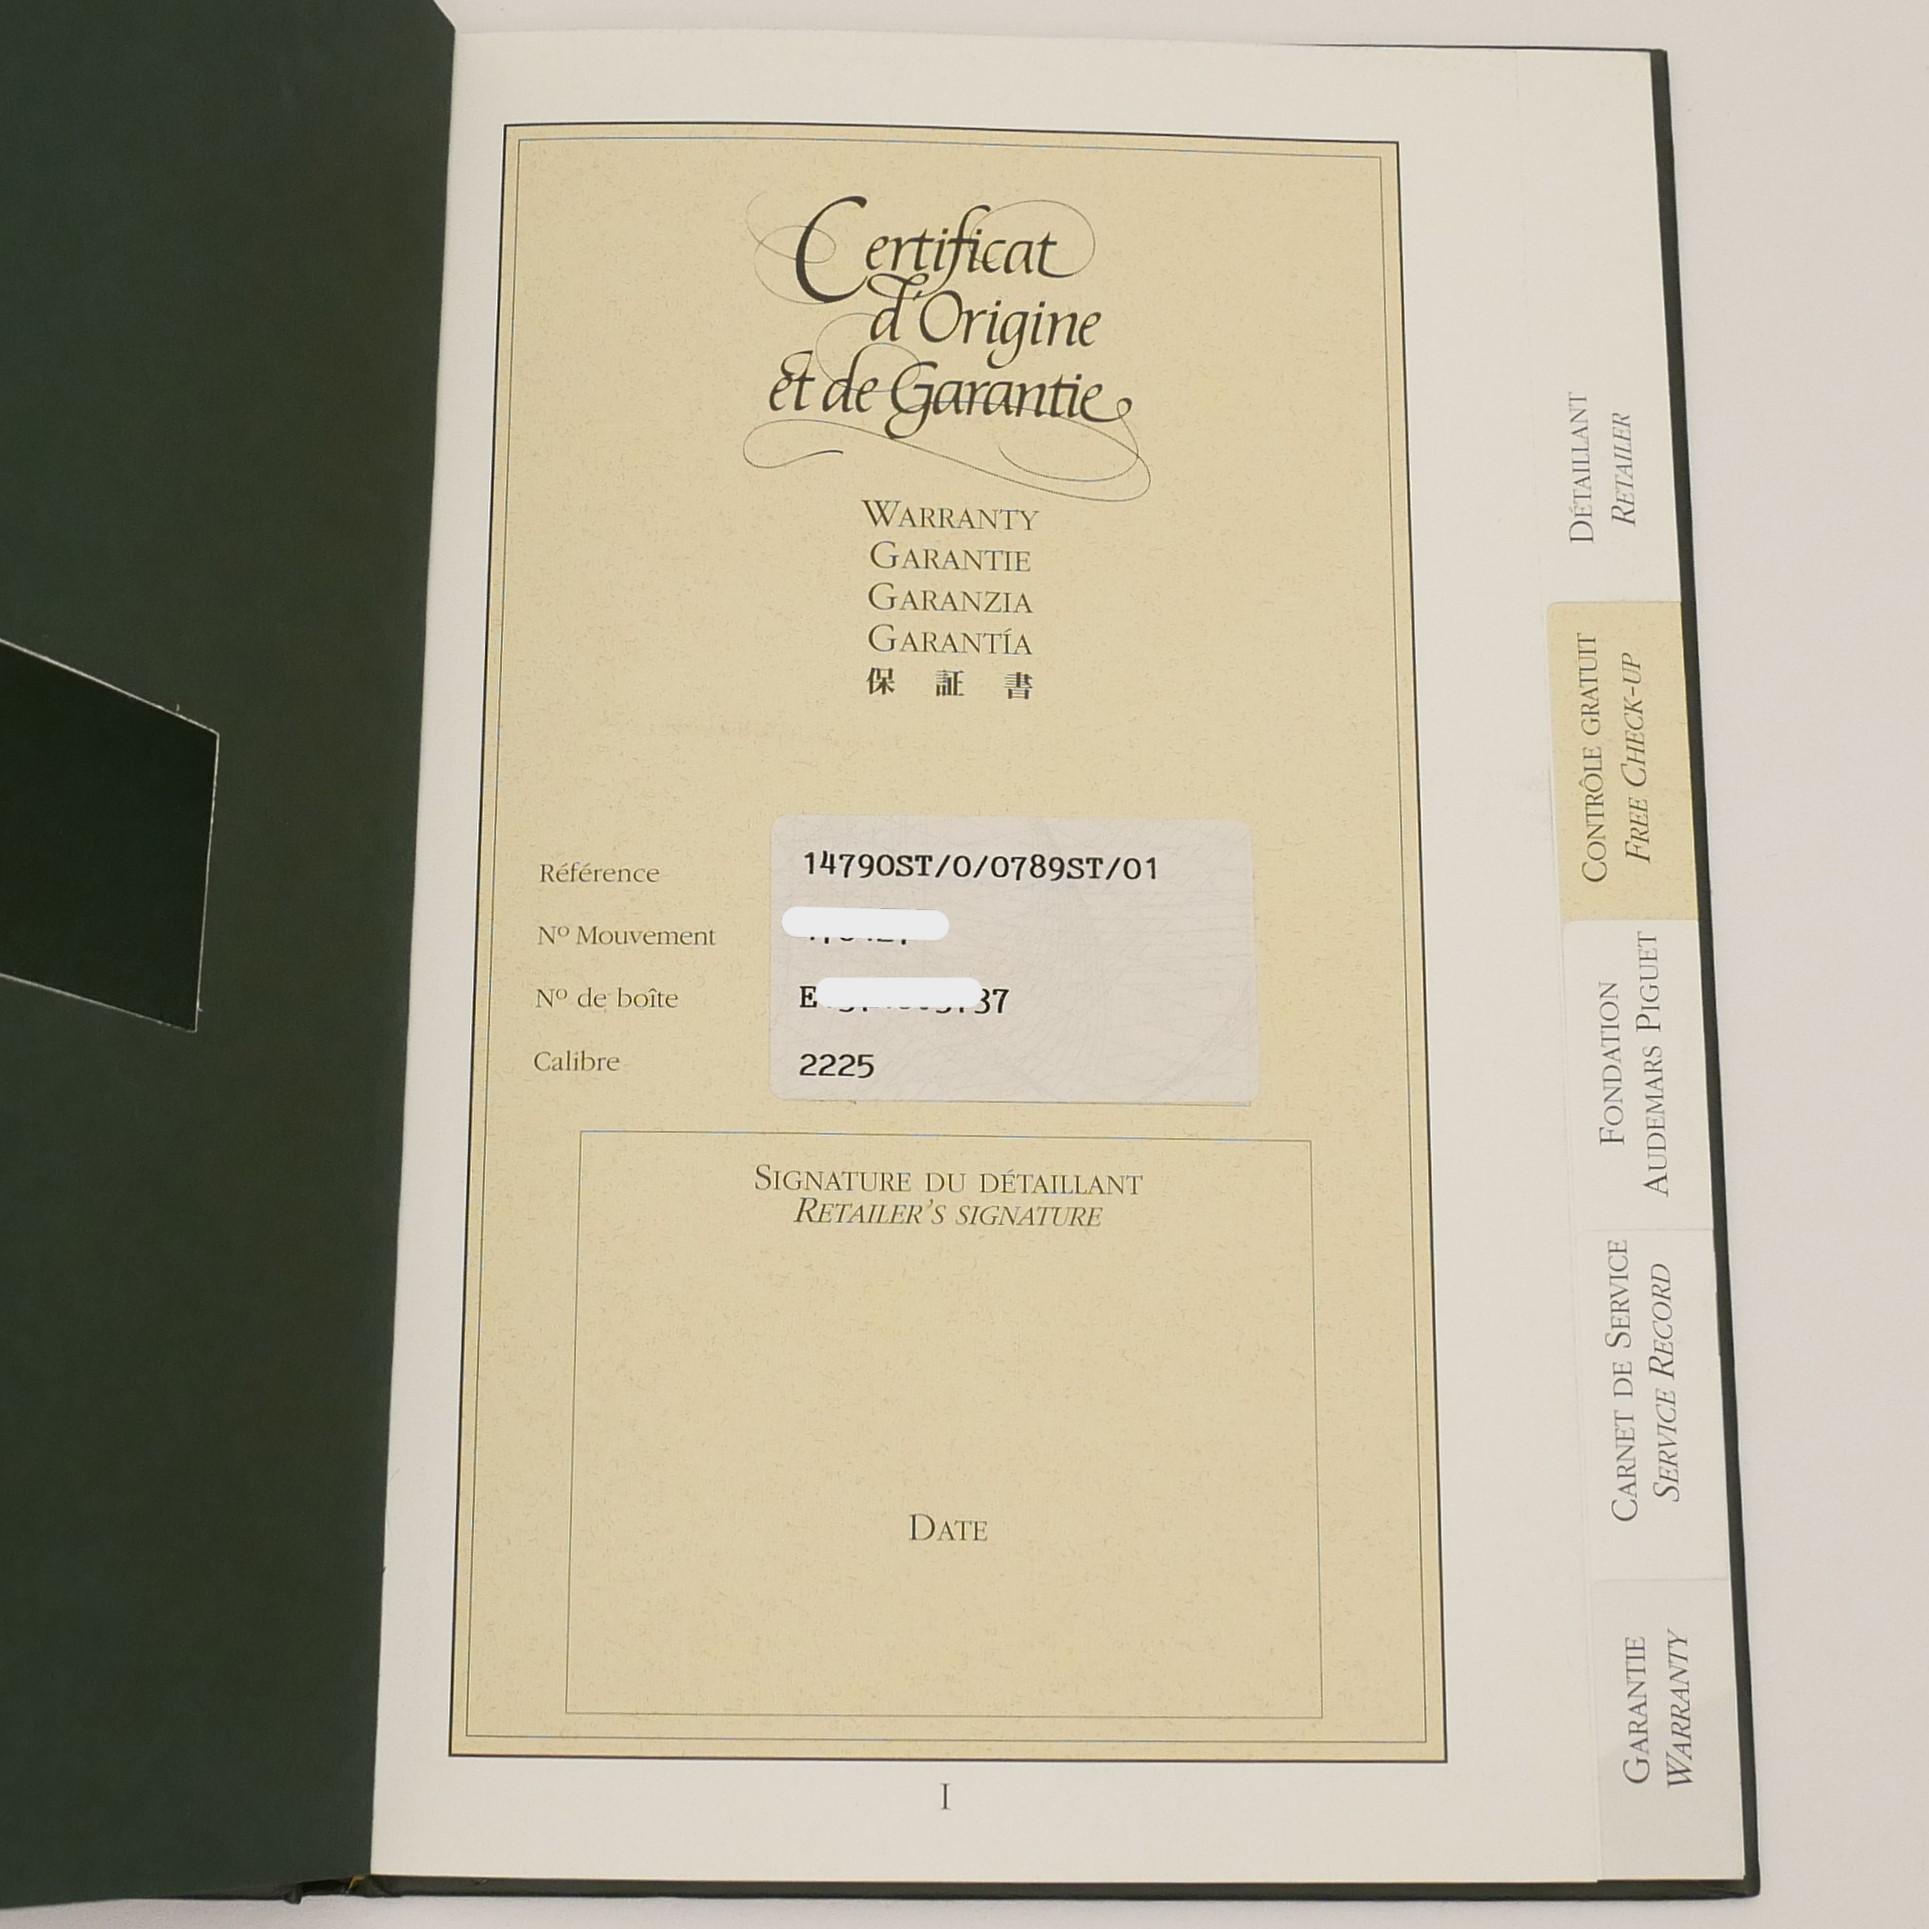 Certificat
d'Origine
et de Garantie
WARRANTY
GARANTIE
GARANZIA
GARANTÍA
保 証 書
Référence 14790ST/O/0789ST/01
Nº Mouvement
Nº de boîte
Calibre 2225
SIGNATURE DU DÉTAILLANT
RETAILER'S SIGNATURE
DATE
I
DÉTAILLANT
RETAILER
CONTRÔLE GRATUIT
FREE CHECK-UP
FONDATION
AUDEMARS PIGUET
CARNET DE SERVICE
SERVICE RECORD
GARANTIE
WARRANTY